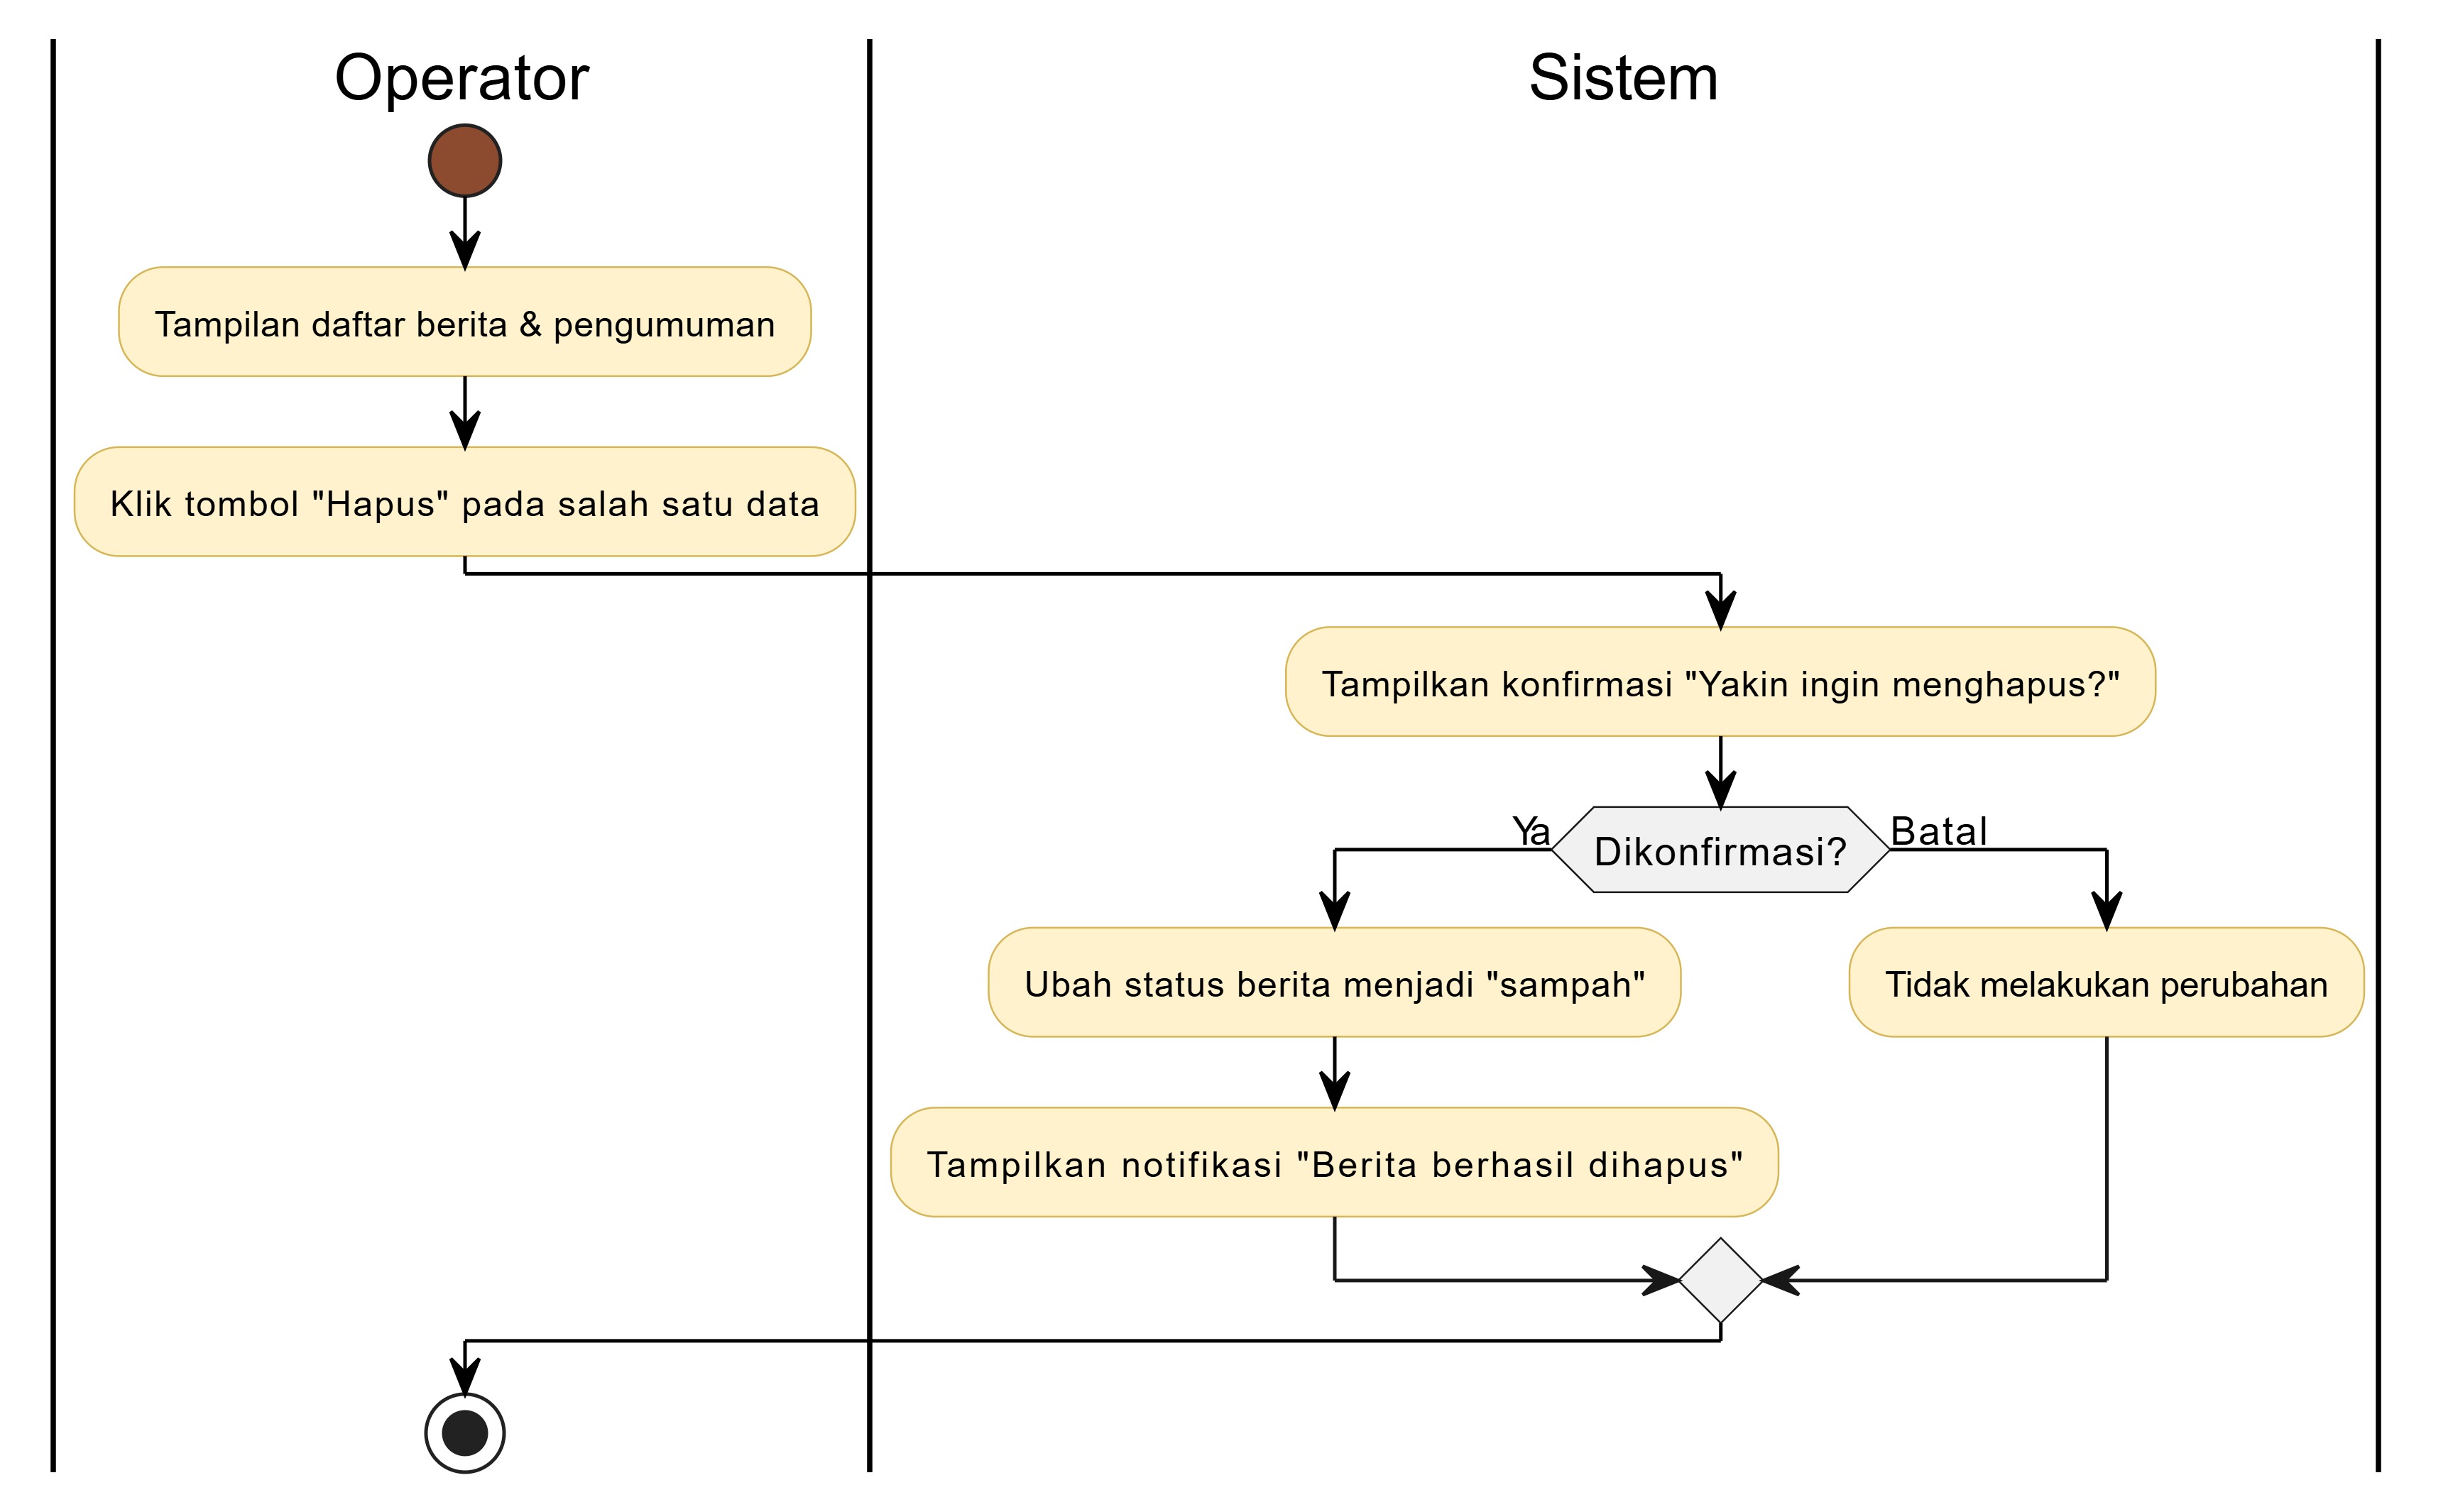 Operator
Sistem
Tampilan daftar berita & pengumuman
Klik tombol "Hapus" pada salah satu data
Tampilkan konfirmasi "Yakin ingin menghapus?"
Ya
Dikonfirmasi?
Batal
Ubah status berita menjadi "sampah"
Tidak melakukan perubahan
Tampilkan notifikasi "Berita berhasil dihapus"